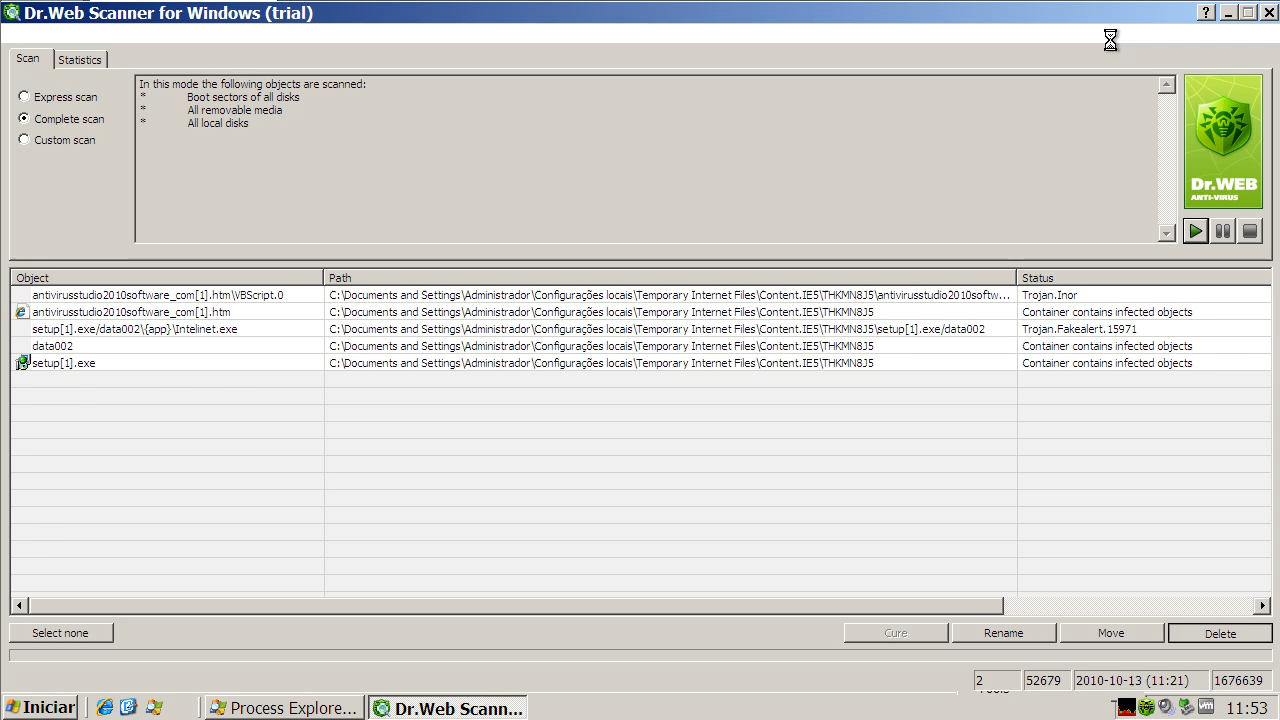 Dr.Web Scanner for Windows (trial)
Scan
Statistics
Express scan
Complete scan
Custom scan
In this mode the following objects are scanned:
* Boot sectors of all disks
* All removable media
* All local disks
Dr.WEB
ANTI-VIRUS
Object Path Status
antivirusstudio2010software_com[1].htm\VBScript.0 C:\Documents and Settings\Administrador\Configurações locais\Temporary Internet Files\Content.IE5\THKMN8J5\antivirusstudio2010softw... Trojan.Inor
antivirusstudio2010software_com[1].htm C:\Documents and Settings\Administrador\Configurações locais\Temporary Internet Files\Content.IE5\THKMN8J5 Container contains infected objects
setup[1].exe/data002\{app}\Intelinet.exe C:\Documents and Settings\Administrador\Configurações locais\Temporary Internet Files\Content.IE5\THKMN8J5\setup[1].exe/data002 Trojan.Fakealert.15971
data002 C:\Documents and Settings\Administrador\Configurações locais\Temporary Internet Files\Content.IE5\THKMN8J5 Container contains infected objects
setup[1].exe C:\Documents and Settings\Administrador\Configurações locais\Temporary Internet Files\Content.IE5\THKMN8J5 Container contains infected objects
Select none Cure Rename Move Delete
2 52679 2010-10-13 (11:21) 1676639
Iniciar Process Explore... Dr.Web Scann... vm 11:53